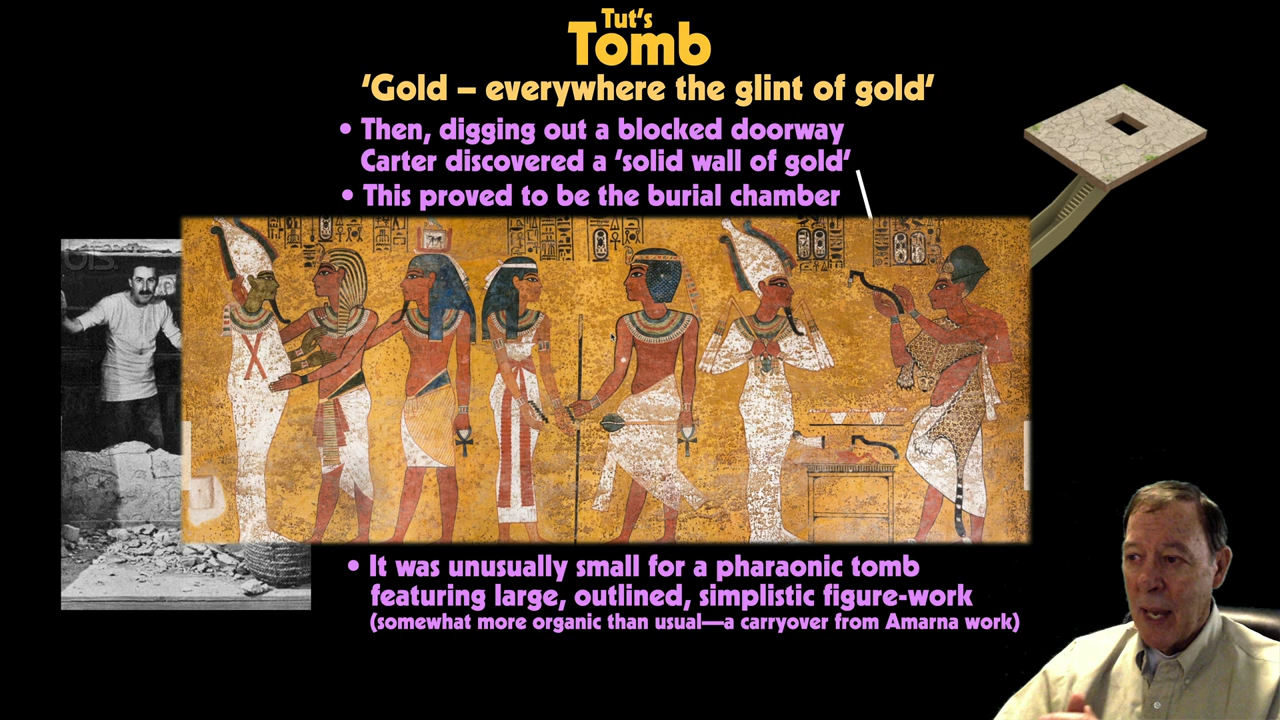 Tut's
Tomb
'Gold – everywhere the glint of gold'
• Then, digging out a blocked doorway
Carter discovered a 'solid wall of gold'
• This proved to be the burial chamber
• It was unusually small for a pharaonic tomb
featuring large, outlined, simplistic figure-work
(somewhat more organic than usual—a carryover from Amarna work)